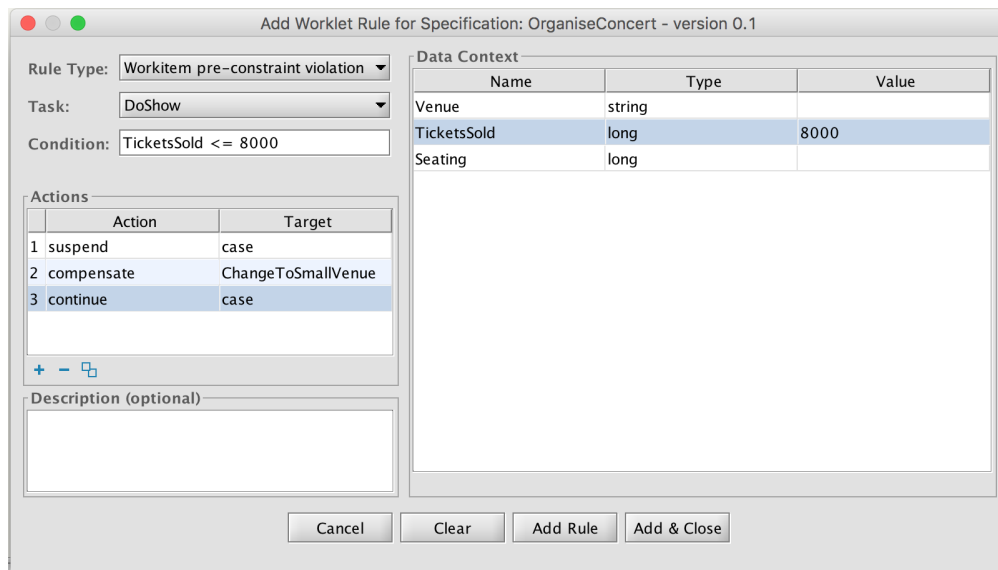 Add Worklet Rule for Specification: OrganiseConcert - version 0.1
Rule Type: Workitem pre-constraint violation
Task: DoShow
Condition: TicketsSold <= 8000
Actions
Action Target
1 suspend case
2 compensate ChangeToSmallVenue
3 continue case
+ −
Description (optional)
Data Context
Name Type Value
Venue string
TicketsSold long 8000
Seating long
Cancel Clear Add Rule Add & Close